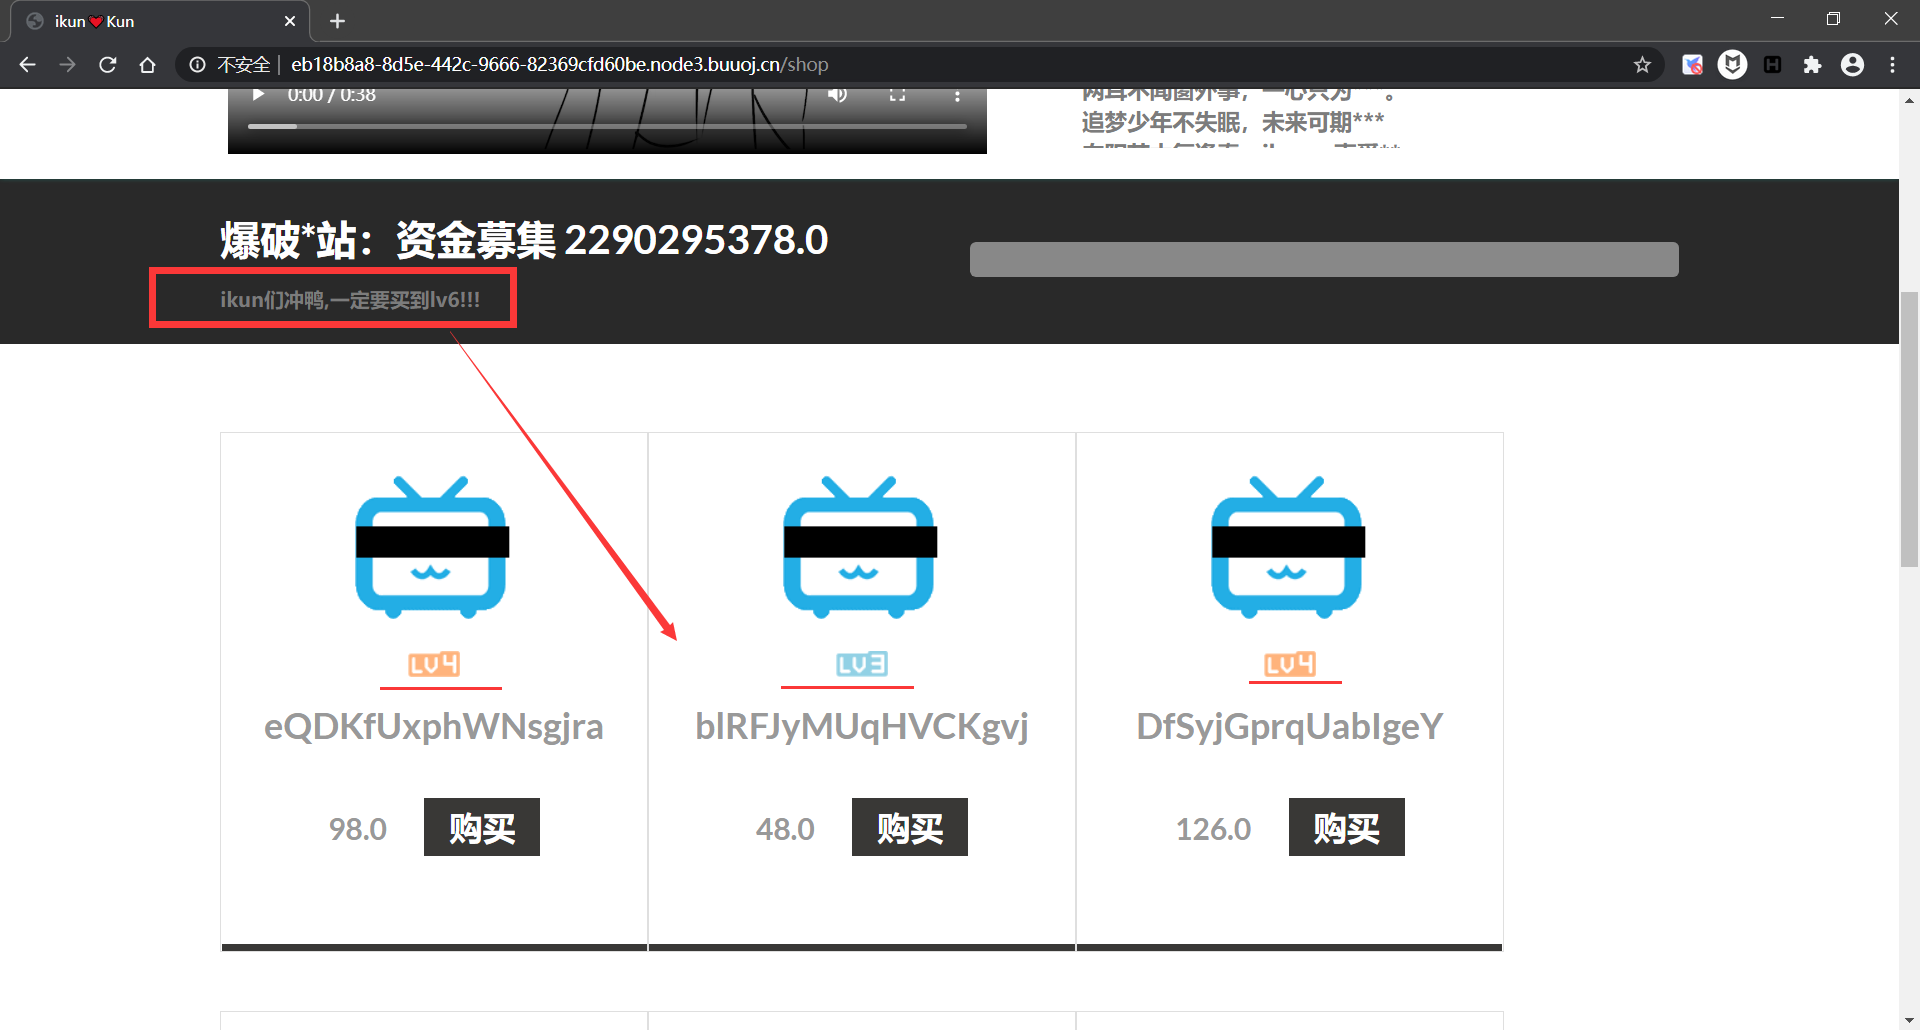 ikun❤Kun
不安全 eb18b8a8-8d5e-442c-9666-82369cfd60be.node3.buuoj.cn/shop
0:00 / 0:38
追梦少年不失眠，未来可期***
爆破*站：资金募集 2290295378.0
ikun们冲鸭,一定要买到lv6!!!
LV4
LV3
LV4
eQDKfUxphWNsgjra
blRFJyMUqHVCKgvj
DfSyjGprqUabIgeY
98.0 购买
48.0 购买
126.0 购买